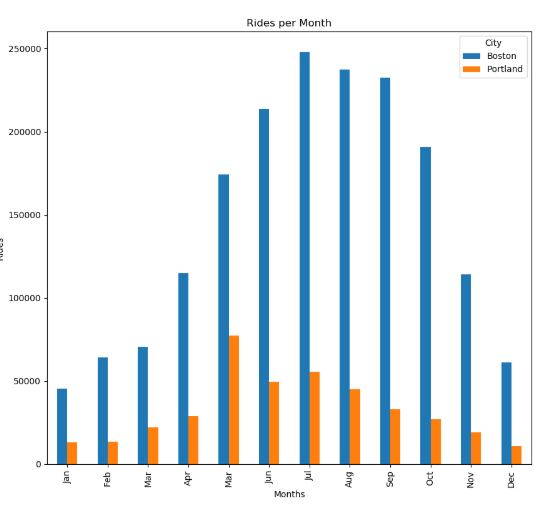 Rides per Month
City
Boston
Portland
250000
200000
150000
100000
50000
0
Rides
Jan
Feb
Mar
Apr
Mar
Jun
Jul
Aug
Sep
Oct
Nov
Dec
Months